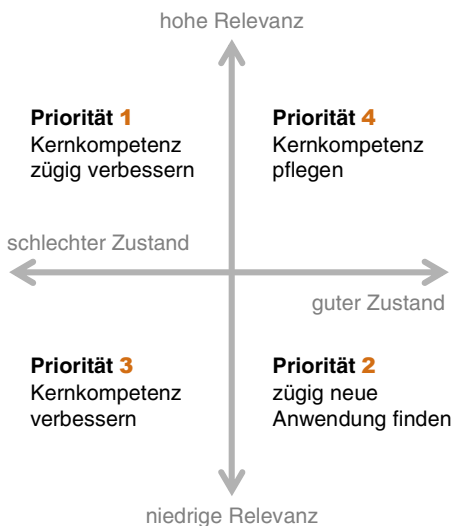 hohe Relevanz
Priorität 1
Kernkompetenz
zügig verbessern
Priorität 4
Kernkompetenz
pflegen
schlechter Zustand
guter Zustand
Priorität 3
Kernkompetenz
verbessern
Priorität 2
zügig neue
Anwendung finden
niedrige Relevanz